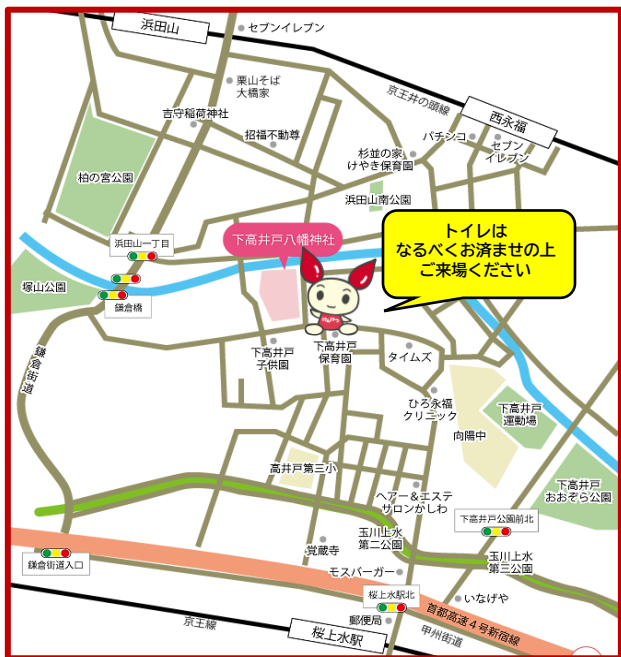 浜田山
セブンイレブン
栗山そば
大橋家
京王井の頭線
西永福
吉守稲荷神社
招福不動尊
パチンコ
セブン
イレブン
杉並の家
けやき保育園
柏の宮公園
浜田山南公園
浜田山一丁目
下高井戸八幡神社
トイレは
なるべくお済ませの上
ご来場ください
塚山公園
鎌倉橋
鎌倉街道
下高井戸
子供園
下高井戸
保育園
タイムズ
ひろ永福
クリニック
下高井戸
運動場
向陽中
高井戸第三小
下高井戸
おおぞら公園
ヘアー&エステ
サロンかしわ
下高井戸公園前北
玉川上水
第二公園
覚蔵寺
玉川上水
第三公園
鎌倉街道入口
モスバーガー
桜上水駅北
いなげや
首都高速4号新宿線
郵便局
甲州街道
京王線
桜上水駅